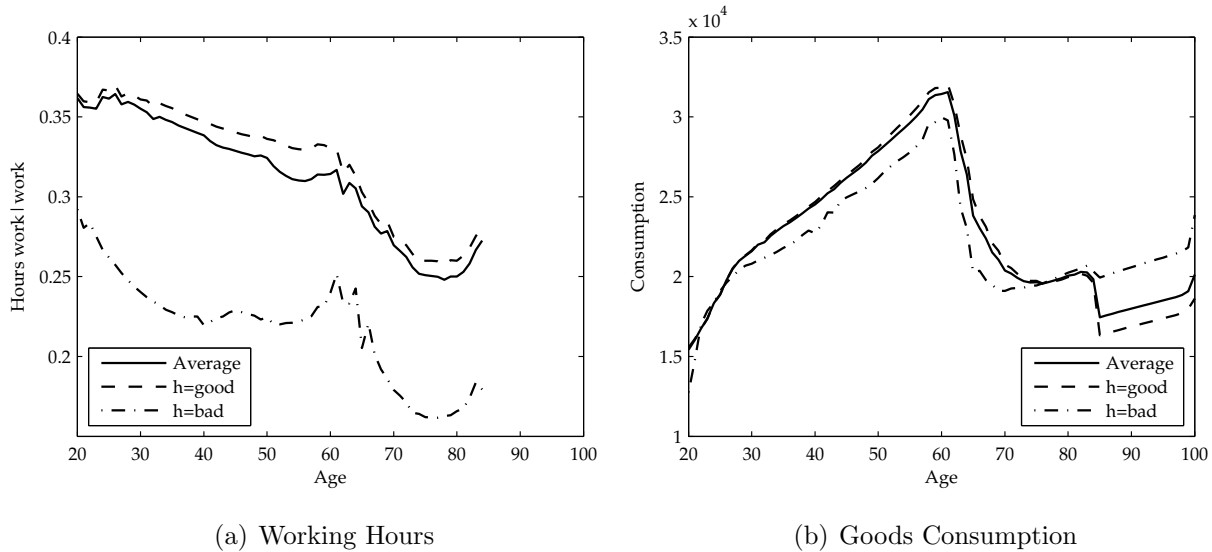 0.4
0.35
0.3
0.25
0.2
20 30 40 50 60 70 80 90 100
Age
Hours work|work
Average
h=good
h=bad
(a) Working Hours
x 10⁴
3.5
3
2.5
2
1.5
1
20 30 40 50 60 70 80 90 100
Age
Consumption
Average
h=good
h=bad
(b) Goods Consumption